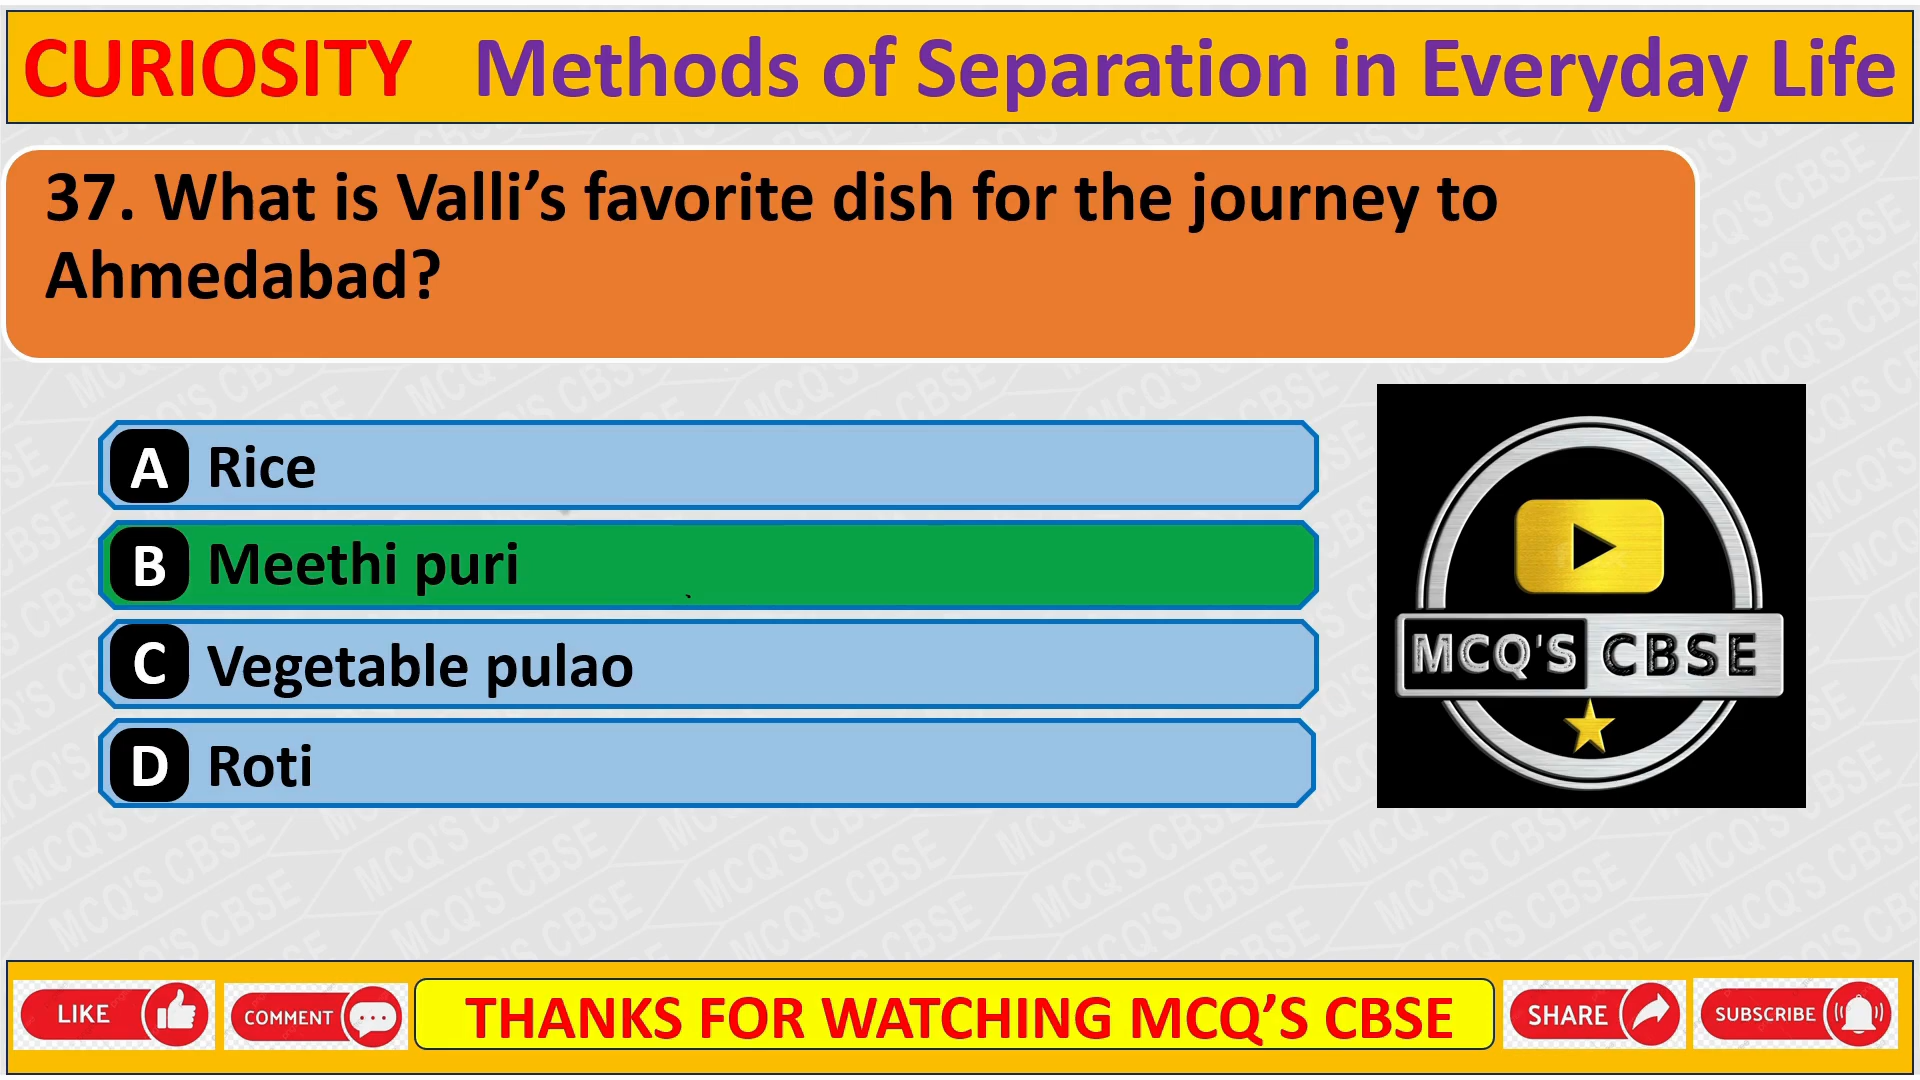 CURIOSITY Methods of Separation in Everyday Life
37. What is Valli’s favorite dish for the journey to
Ahmedabad?
A Rice
B Meethi puri
C Vegetable pulao
D Roti
MCQ'S CBSE
LIKE
COMMENT
THANKS FOR WATCHING MCQ’S CBSE
SHARE
SUBSCRIBE